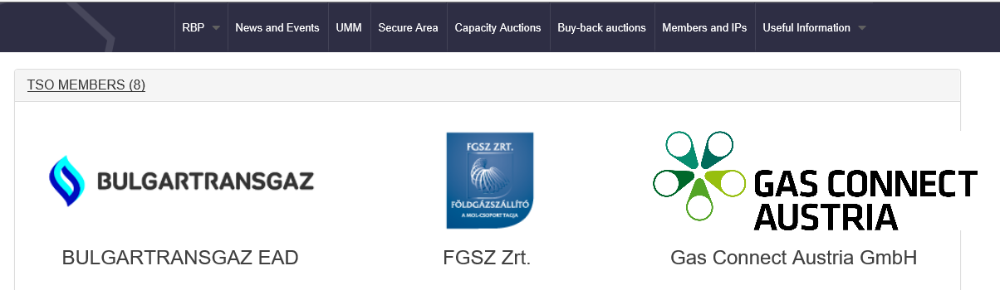 RBP
News and Events
UMM
Secure Area
Capacity Auctions
Buy-back auctions
Members and IPs
Useful Information
TSO MEMBERS (8)
BULGARTRANSGAZ
FGSZ ZRT.
FÖLDGÁZSZÁLLÍTÓ
A MOL-CSOPORT TAGJA
GAS CONNECT
AUSTRIA
BULGARTRANSGAZ EAD
FGSZ Zrt.
Gas Connect Austria GmbH